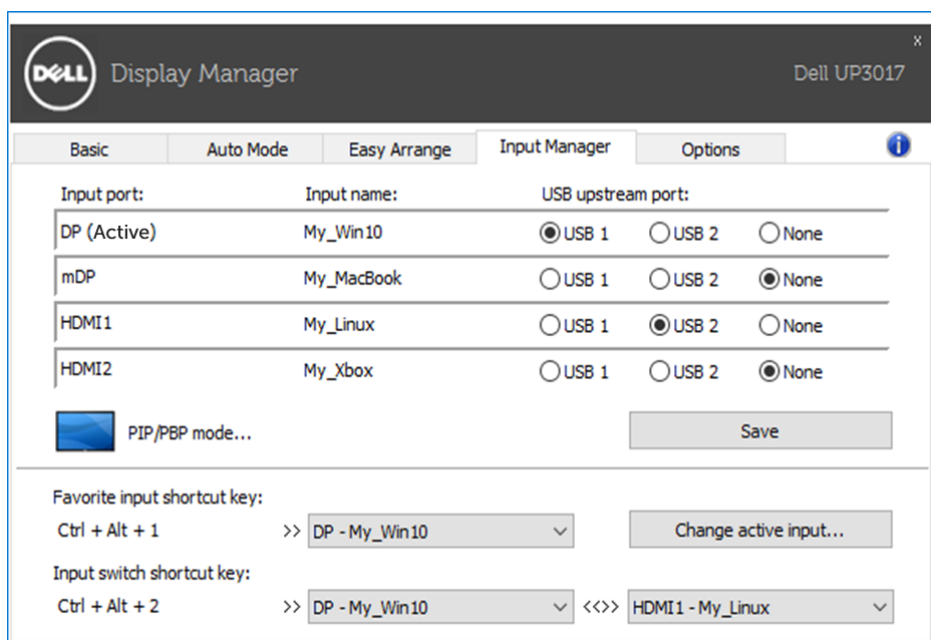 x
DELL Display Manager Dell UP3017
Basic Auto Mode Easy Arrange Input Manager Options i
Input port: Input name: USB upstream port:
DP (Active) My_Win10 USB 1 USB 2 None
mDP My_MacBook USB 1 USB 2 None
HDMI1 My_Linux USB 1 USB 2 None
HDMI2 My_Xbox USB 1 USB 2 None
PIP/PBP mode... Save
Favorite input shortcut key:
Ctrl + Alt + 1 >> DP - My_Win10 Change active input...
Input switch shortcut key:
Ctrl + Alt + 2 >> DP - My_Win10 <<>> HDMI1 - My_Linux